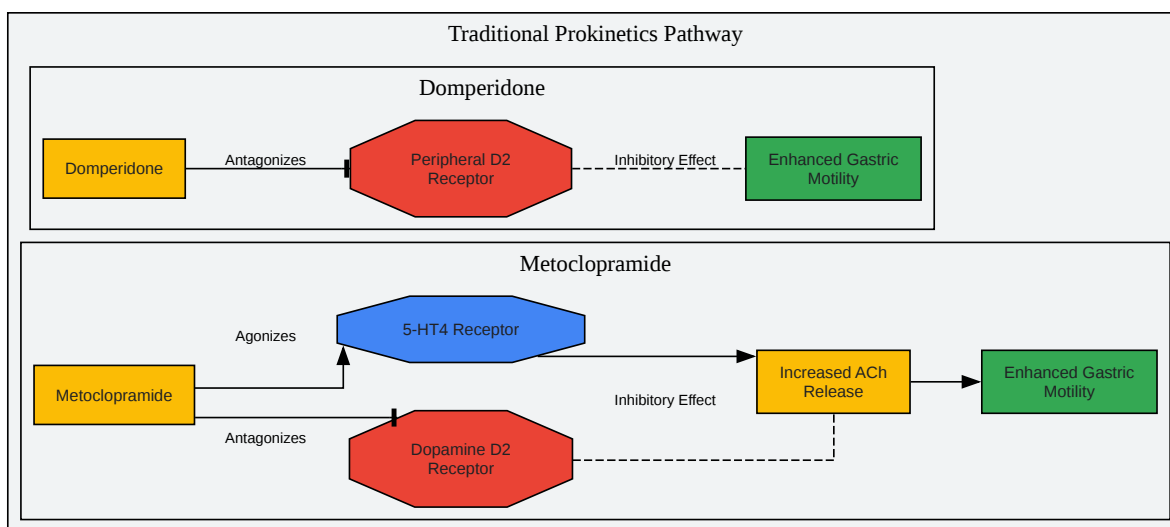 Traditional Prokinetics Pathway
Domperidone
Domperidone
Antagonizes
Peripheral D2
Receptor
Inhibitory Effect
Enhanced Gastric
Motility
Metoclopramide
Metoclopramide
Agonizes
5-HT4 Receptor
Antagonizes
Dopamine D2
Receptor
Inhibitory Effect
Increased ACh
Release
Enhanced Gastric
Motility